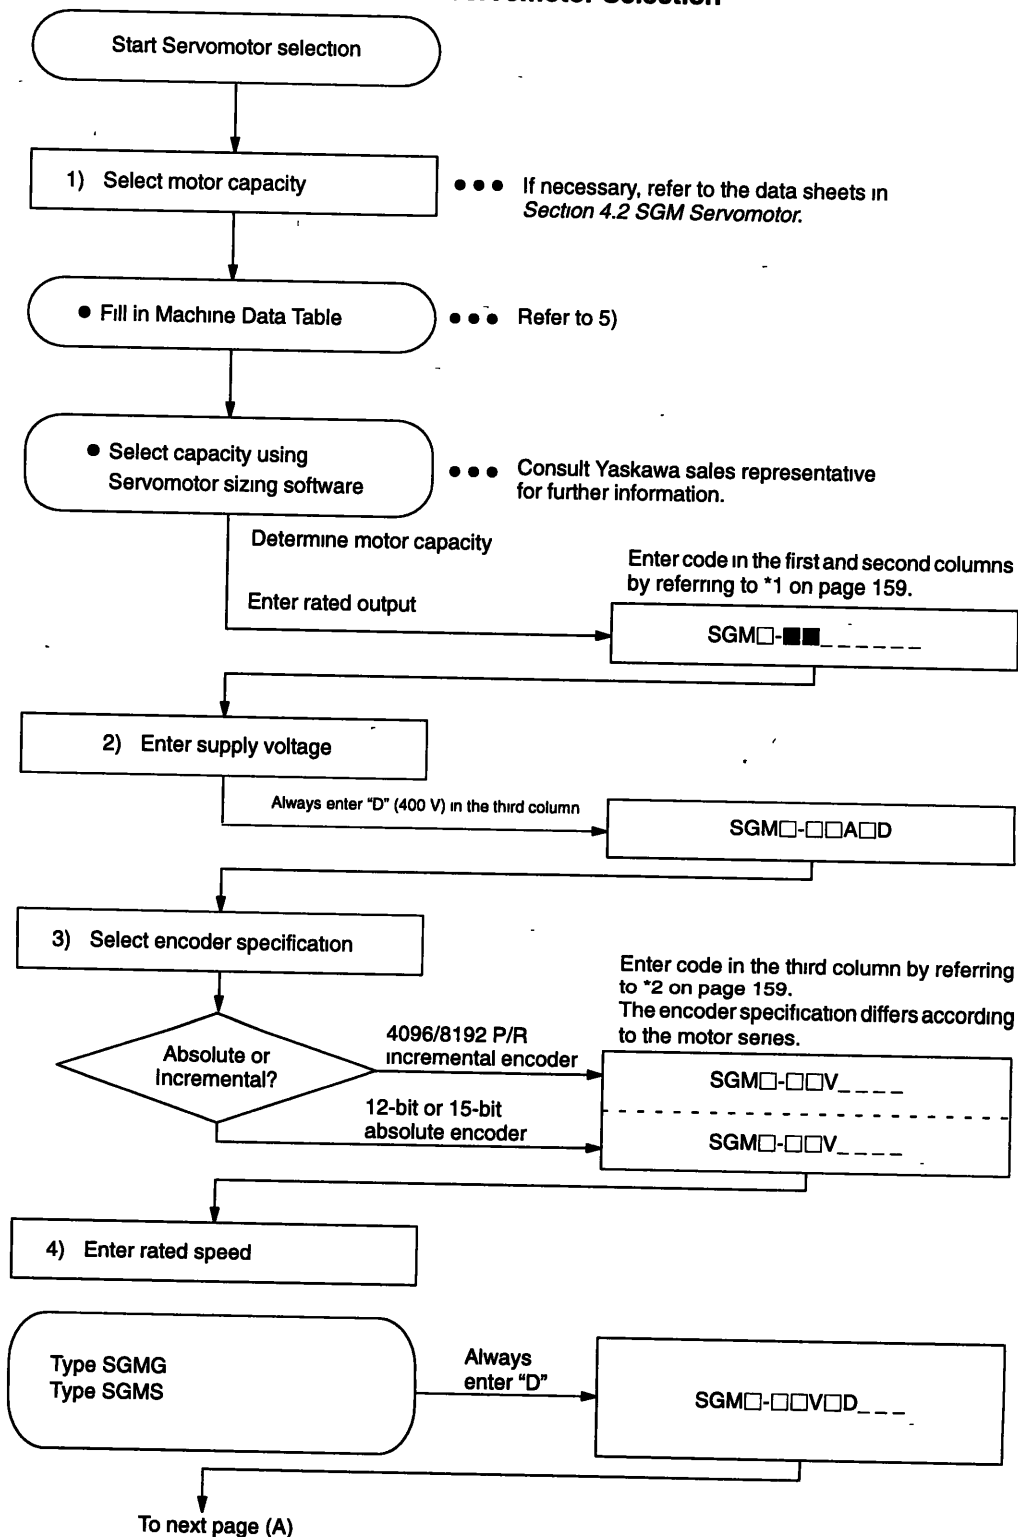 Servomotor Selection
Start Servomotor selection
1) Select motor capacity
●●● If necessary, refer to the data sheets in
Section 4.2 SGM Servomotor.
● Fill in Machine Data Table
●●● Refer to 5)
● Select capacity using
Servomotor sizing software
●●● Consult Yaskawa sales representative
for further information.
Determine motor capacity
Enter rated output
Enter code in the first and second columns
by referring to *1 on page 159.
SGM□-■■______
2) Enter supply voltage
Always enter “D” (400 V) in the third column
SGM□-□□A□D
3) Select encoder specification
Enter code in the third column by referring
to *2 on page 159.
The encoder specification differs according
to the motor series.
Absolute or
Incremental?
4096/8192 P/R
incremental encoder
SGM□-□□V____
12-bit or 15-bit
absolute encoder
SGM□-□□V____
4) Enter rated speed
Type SGMG
Type SGMS
Always
enter “D”
SGM□-□□V□D___
To next page (A)